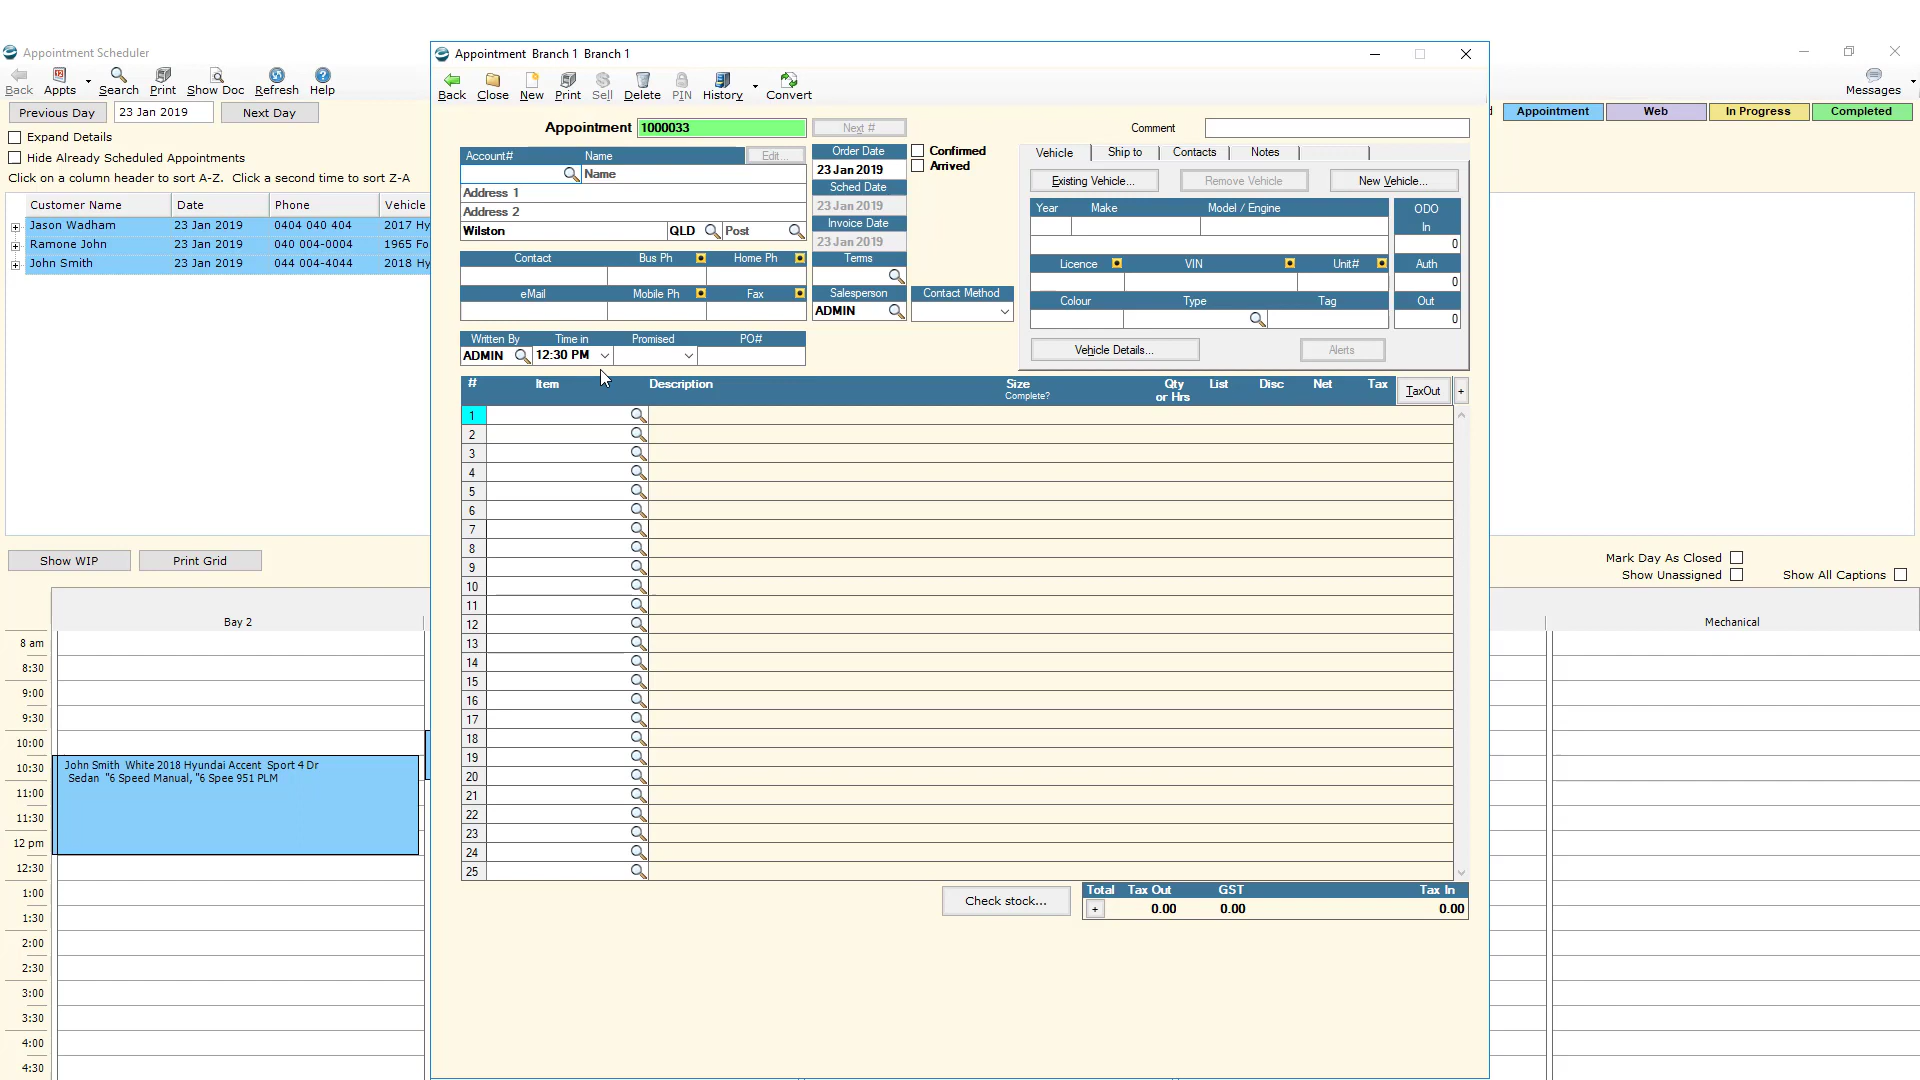 Appointment Scheduler
Back Appts Search Print Show Doc Refresh Help
Previous Day 23 Jan 2019 Next Day
Expand Details
Hide Already Scheduled Appointments
Click on a column header to sort A-Z. Click a second time to sort Z-A
Customer Name Date Phone Vehicle
Jason Wadham 23 Jan 2019 0404 040 404 2017 Hy
Ramone John 23 Jan 2019 040 004-0004 1965 Fo
John Smith 23 Jan 2019 044 004-4044 2018 Hy
Show WIP Print Grid
Bay 2
8 am
8:30
9:00
9:30
10:00
10:30
11:00
11:30
12 pm
12:30
1:00
1:30
2:00
2:30
3:00
3:30
4:00
4:30
John Smith White 2018 Hyundai Accent Sport 4 Dr
Sedan "6 Speed Manual, "6 Spee 951 PLM
Appointment Branch 1 Branch 1
Back Close New Print Sell Delete PIN History Convert
Appointment 1000033 Next #
Comment
Account# Name Edit...
Name
Address 1
Address 2
Wilston QLD Post
Contact Bus Ph Home Ph
eMail Mobile Ph Fax
Written By Time in Promised PO#
ADMIN 12:30 PM
Order Date
23 Jan 2019
Sched Date
23 Jan 2019
Invoice Date
23 Jan 2019
Terms
Salesperson
ADMIN
Confirmed
Arrived
Contact Method
Vehicle Ship to Contacts Notes
Existing Vehicle... Remove Vehicle New Vehicle...
Year Make Model / Engine ODO
In
0
Licence VIN Unit# Auth
0
Colour Type Tag Out
0
Vehicle Details... Alerts
# Item Description Size Qty List Disc Net Tax TaxOut +
Complete? or Hrs
1
2
3
4
5
6
7
8
9
10
11
12
13
14
15
16
17
18
19
20
21
22
23
24
25
Check stock...
Total Tax Out GST Tax In
+ 0.00 0.00 0.00
Messages
Appointment Web In Progress Completed
Mark Day As Closed
Show Unassigned Show All Captions
Mechanical